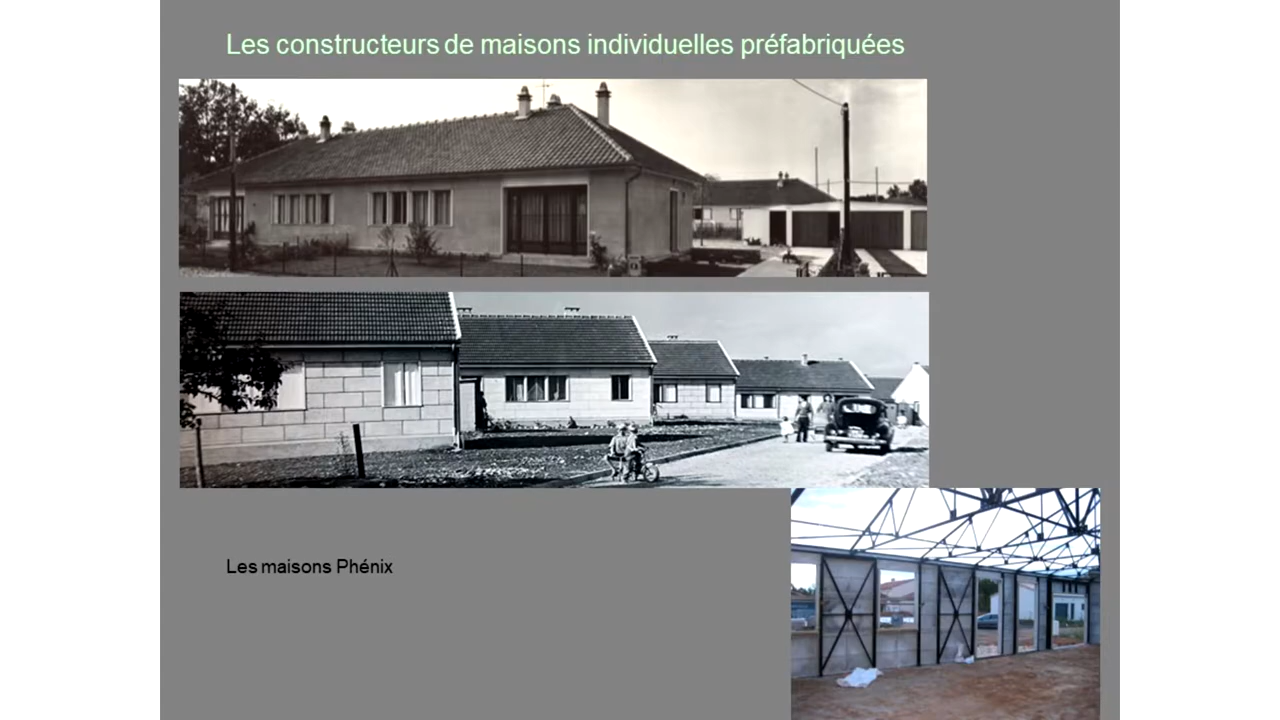 Les constructeurs de maisons individuelles préfabriquées
Les maisons Phénix